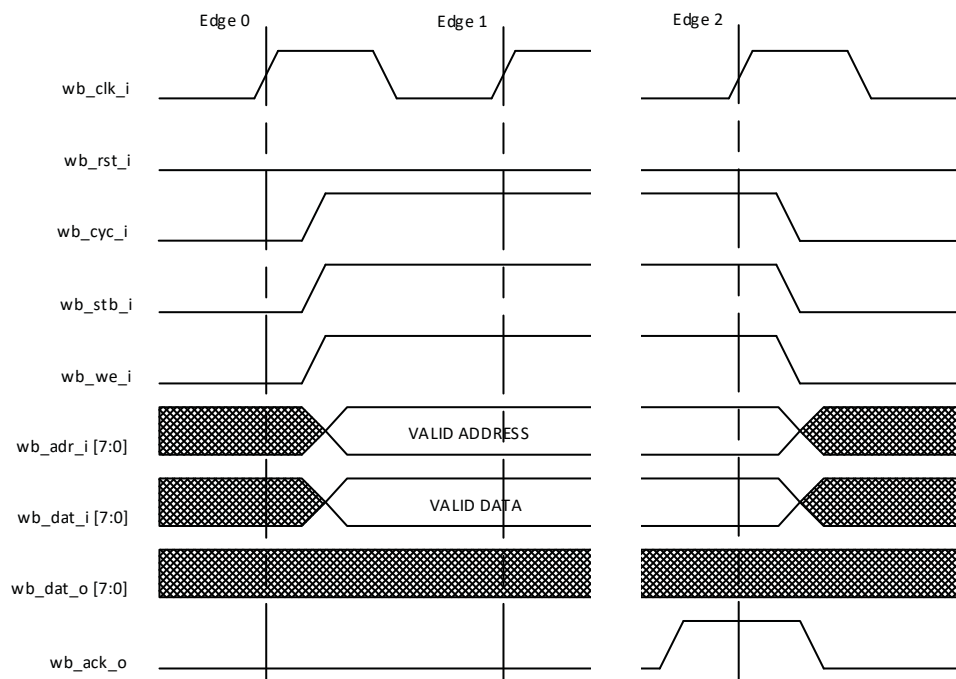 Edge 0 Edge 1 Edge 2
wb_clk_i
wb_rst_i
wb_cyc_i
wb_stb_i
wb_we_i
wb_adr_i [7:0] VALID ADDRESS
wb_dat_i [7:0] VALID DATA
wb_dat_o [7:0]
wb_ack_o